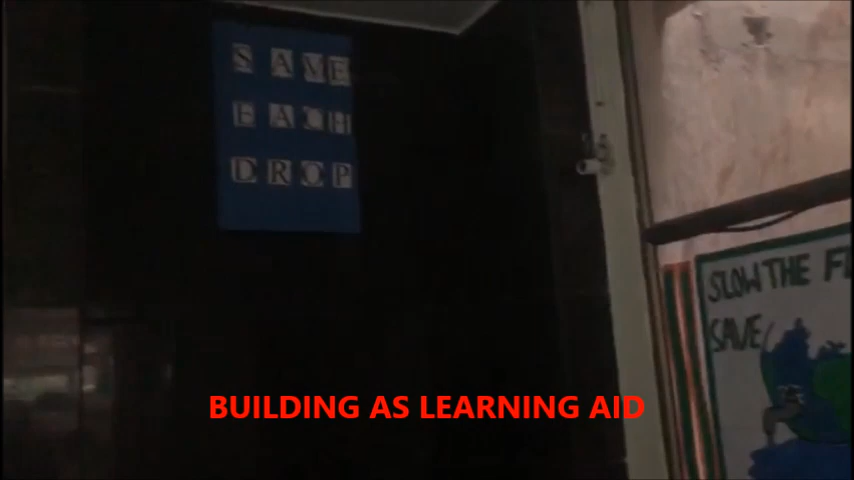 SAVE
EACH
DROP
SLOW THE
SAVE
BUILDING AS LEARNING AID